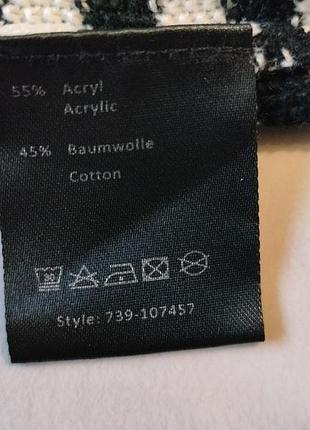 55% Acryl
Acrylic
45% Baumwolle
Cotton
30
Style: 739-107457